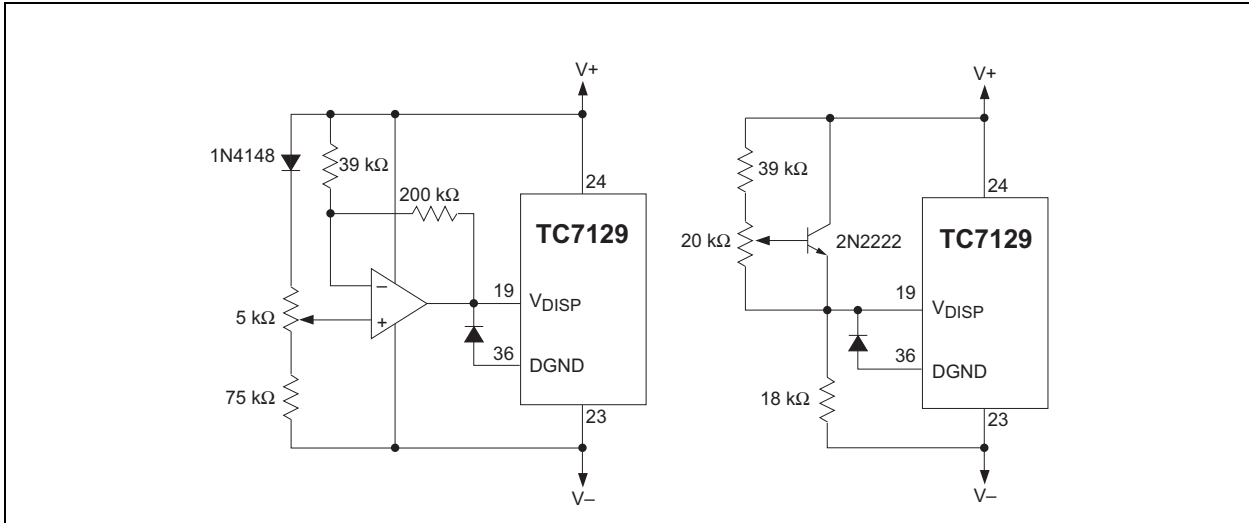 V+
1N4148
39 kΩ
200 kΩ
24
TC7129
5 kΩ
–
+
19
VDISP
36
DGND
75 kΩ
23
V–
V+
39 kΩ
24
20 kΩ
2N2222
TC7129
19
VDISP
36
DGND
18 kΩ
23
V–